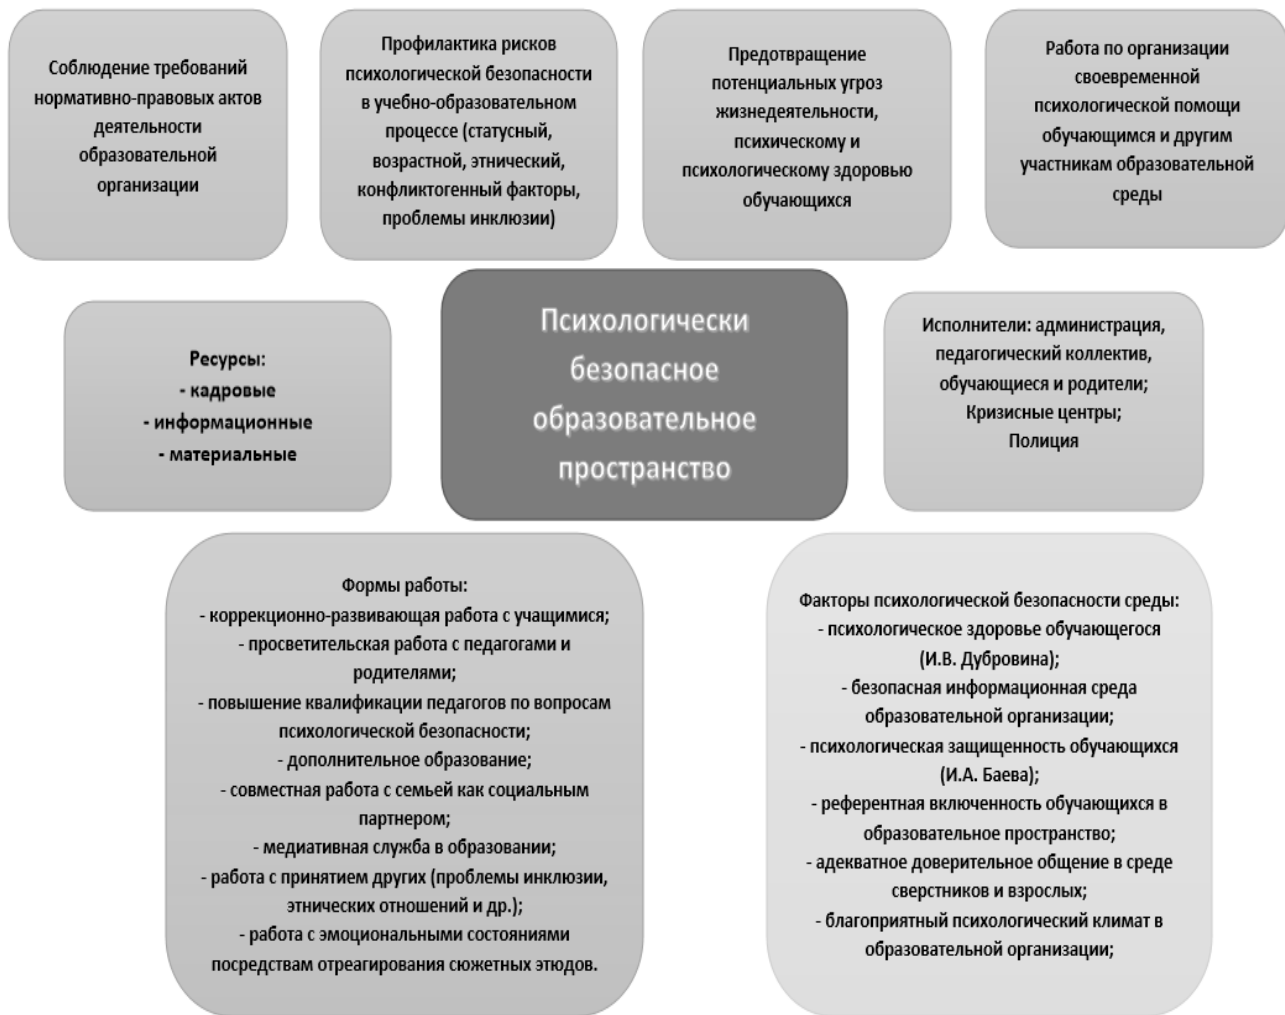 Соблюдение требований
нормативно-правовых актов
деятельности
образовательной
организации
Профилактика рисков
психологической безопасности
в учебно-образовательном
процессе (статусный,
возрастной, этнический,
конфликтогенный факторы,
проблемы инклюзии)
Предотвращение
потенциальных угроз
жизнедеятельности,
психическому и
психологическому здоровью
обучающихся
Работа по организации
своевременной
психологической помощи
обучающимся и другим
участникам образовательной
среды
Ресурсы:
- кадровые
- информационные
- материальные
Психологически
безопасное
образовательное
пространство
Исполнители: администрация,
педагогический коллектив,
обучающиеся и родители;
Кризисные центры;
Полиция
Формы работы:
- коррекционно-развивающая работа с учащимися;
- просветительская работа с педагогами и
родителями;
- повышение квалификации педагогов по вопросам
психологической безопасности;
- дополнительное образование;
- совместная работа с семьей как социальным
партнером;
- медиативная служба в образовании;
- работа с принятием других (проблемы инклюзии,
этнических отношений и др.);
- работа с эмоциональными состояниями
посредствам отреагирования сюжетных этюдов.
Факторы психологической безопасности среды:
- психологическое здоровье обучающегося
(И.В. Дубровина);
- безопасная информационная среда
образовательной организации;
- психологическая защищенность обучающихся
(И.А. Баева);
- референтная включенность обучающихся в
образовательное пространство;
- адекватное доверительное общение в среде
сверстников и взрослых;
- благоприятный психологический климат в
образовательной организации;